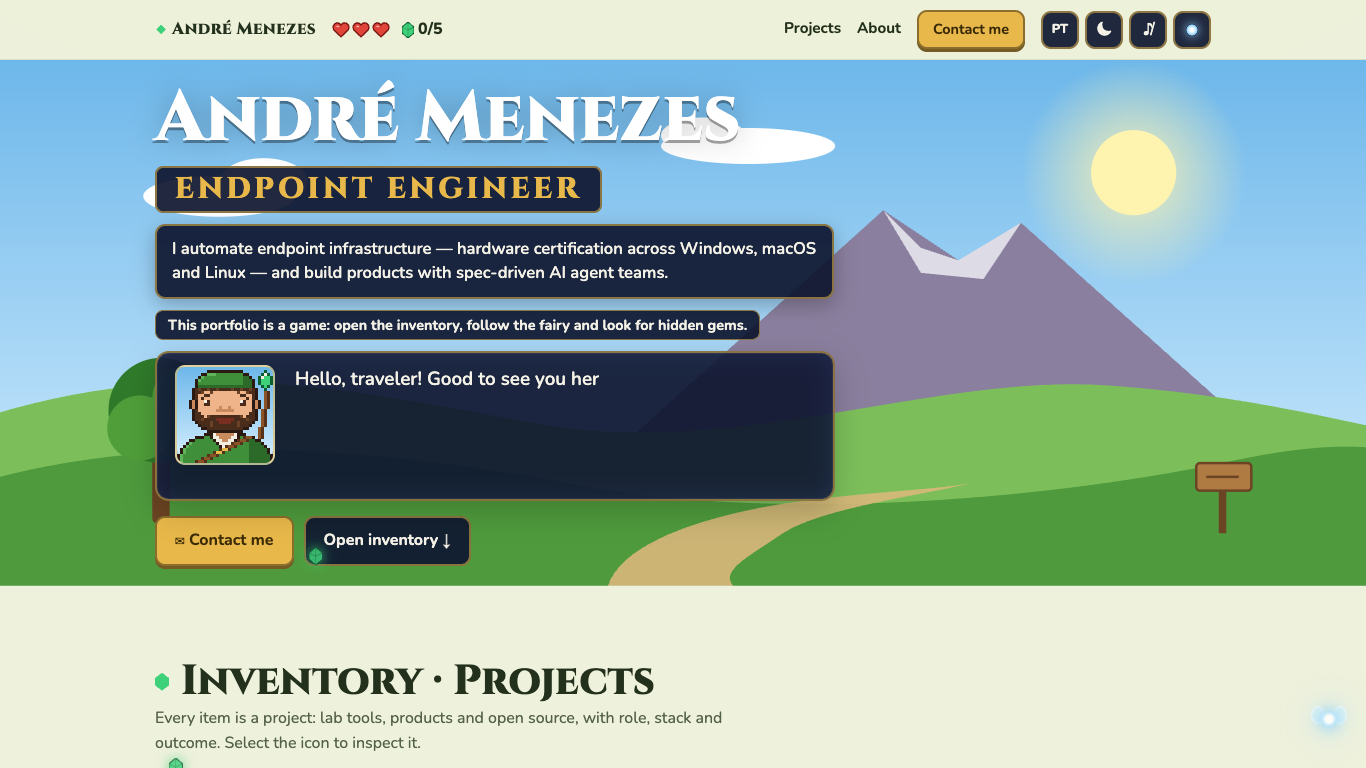 ANDRÉ MENEZES
0/5
Projects
About
Contact me
PT
ANDRÉ MENEZES
ENDPOINT ENGINEER
I automate endpoint infrastructure — hardware certification across Windows, macOS
and Linux — and build products with spec-driven AI agent teams.
This portfolio is a game: open the inventory, follow the fairy and look for hidden gems.
Hello, traveler! Good to see you her
✉ Contact me
Open inventory ↓
INVENTORY · PROJECTS
Every item is a project: lab tools, products and open source, with role, stack and
outcome. Select the icon to inspect it.